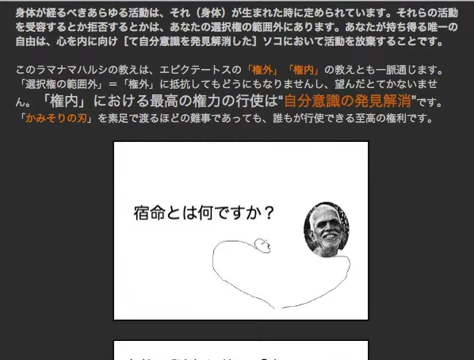 身体が経るべきあらゆる活動は、それ（身体）が生まれた時に定められています。それらの活動
を受容するとか拒否するとかは、あなたの選択権の範囲外にあります。あなたが持ち得る唯一の
自由は、心を内に向け【て自分意識を発見解消した】ソコにおいて活動を放棄することです。
このラマナマハルシの教えは、エピクテートスの「権外」「権内」の教えとも一脈通じます。
「選択権の範囲外」＝「権外」に抵抗してもどうにもなりませんし、望んだとてかないませ
ん。「権内」における最高の権力の行使は“自分意識の発見解消”です。
「かみそりの刃」を素足で渡るほどの難事であっても、誰もが行使できる至高の権利です。
宿命とは何ですか？